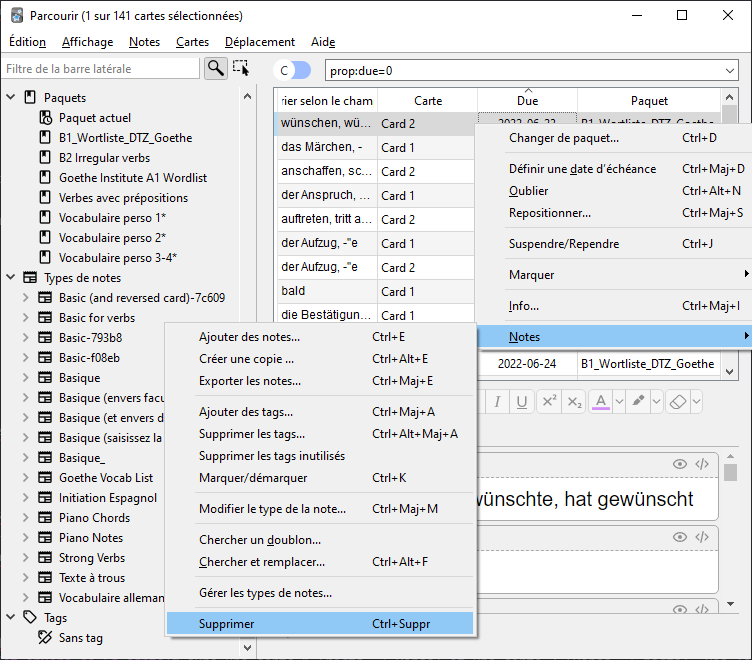 Parcourir (1 sur 141 cartes sélectionnées)
Édition Affichage Notes Cartes Déplacement Aide
Filtre de la barre latérale
C
prop:due=0
Paquets
Paquet actuel
B1_Wortliste_DTZ_Goethe
B2 Irregular verbs
Goethe Institute A1 Wordlist
Verbes avec prépositions
Vocabulaire perso 1*
Vocabulaire perso 2*
Vocabulaire perso 3-4*
Types de notes
Basic (and reversed card)-7c609
Basic for verbs
Basic-793b8
Basic-f08eb
Basique
Basique (envers facu
Basique (et envers d
Basique (saisissez la
Basique_
Goethe Vocab List
Initiation Espagnol
Piano Chords
Piano Notes
Strong Verbs
Texte à trous
Vocabulaire alleman
Tags
Sans tag
rier selon le cham Carte Due Paquet
wünschen, wü... Card 2 2022-06-23 B1_Wortliste_DTZ_Goethe
das Märchen, - Card 1
anschaffen, sc... Card 2
der Anspruch, ... Card 1
auftreten, tritt a... Card 2
der Aufzug, -"e Card 1
der Aufzug, -"e Card 2
bald Card 1
die Bestätigun... Card 1
2022-06-24 B1_Wortliste_DTZ_Goethe
Changer de paquet... Ctrl+D
Définir une date d'échéance Ctrl+Maj+D
Oublier Ctrl+Alt+N
Repositionner... Ctrl+Maj+S
Suspendre/Reprendre Ctrl+J
Marquer
Info... Ctrl+Maj+I
Notes
Ajouter des notes... Ctrl+E
Créer une copie ... Ctrl+Alt+E
Exporter les notes... Ctrl+Maj+E
Ajouter des tags... Ctrl+Maj+A
Supprimer les tags... Ctrl+Alt+Maj+A
Supprimer les tags inutilisés
Marquer/démarquer Ctrl+K
Modifier le type de la note... Ctrl+Maj+M
Chercher un doublon...
Chercher et remplacer... Ctrl+Alt+F
Gérer les types de notes...
Supprimer Ctrl+Suppr
I U x² x₂ A
wünschte, hat gewünscht